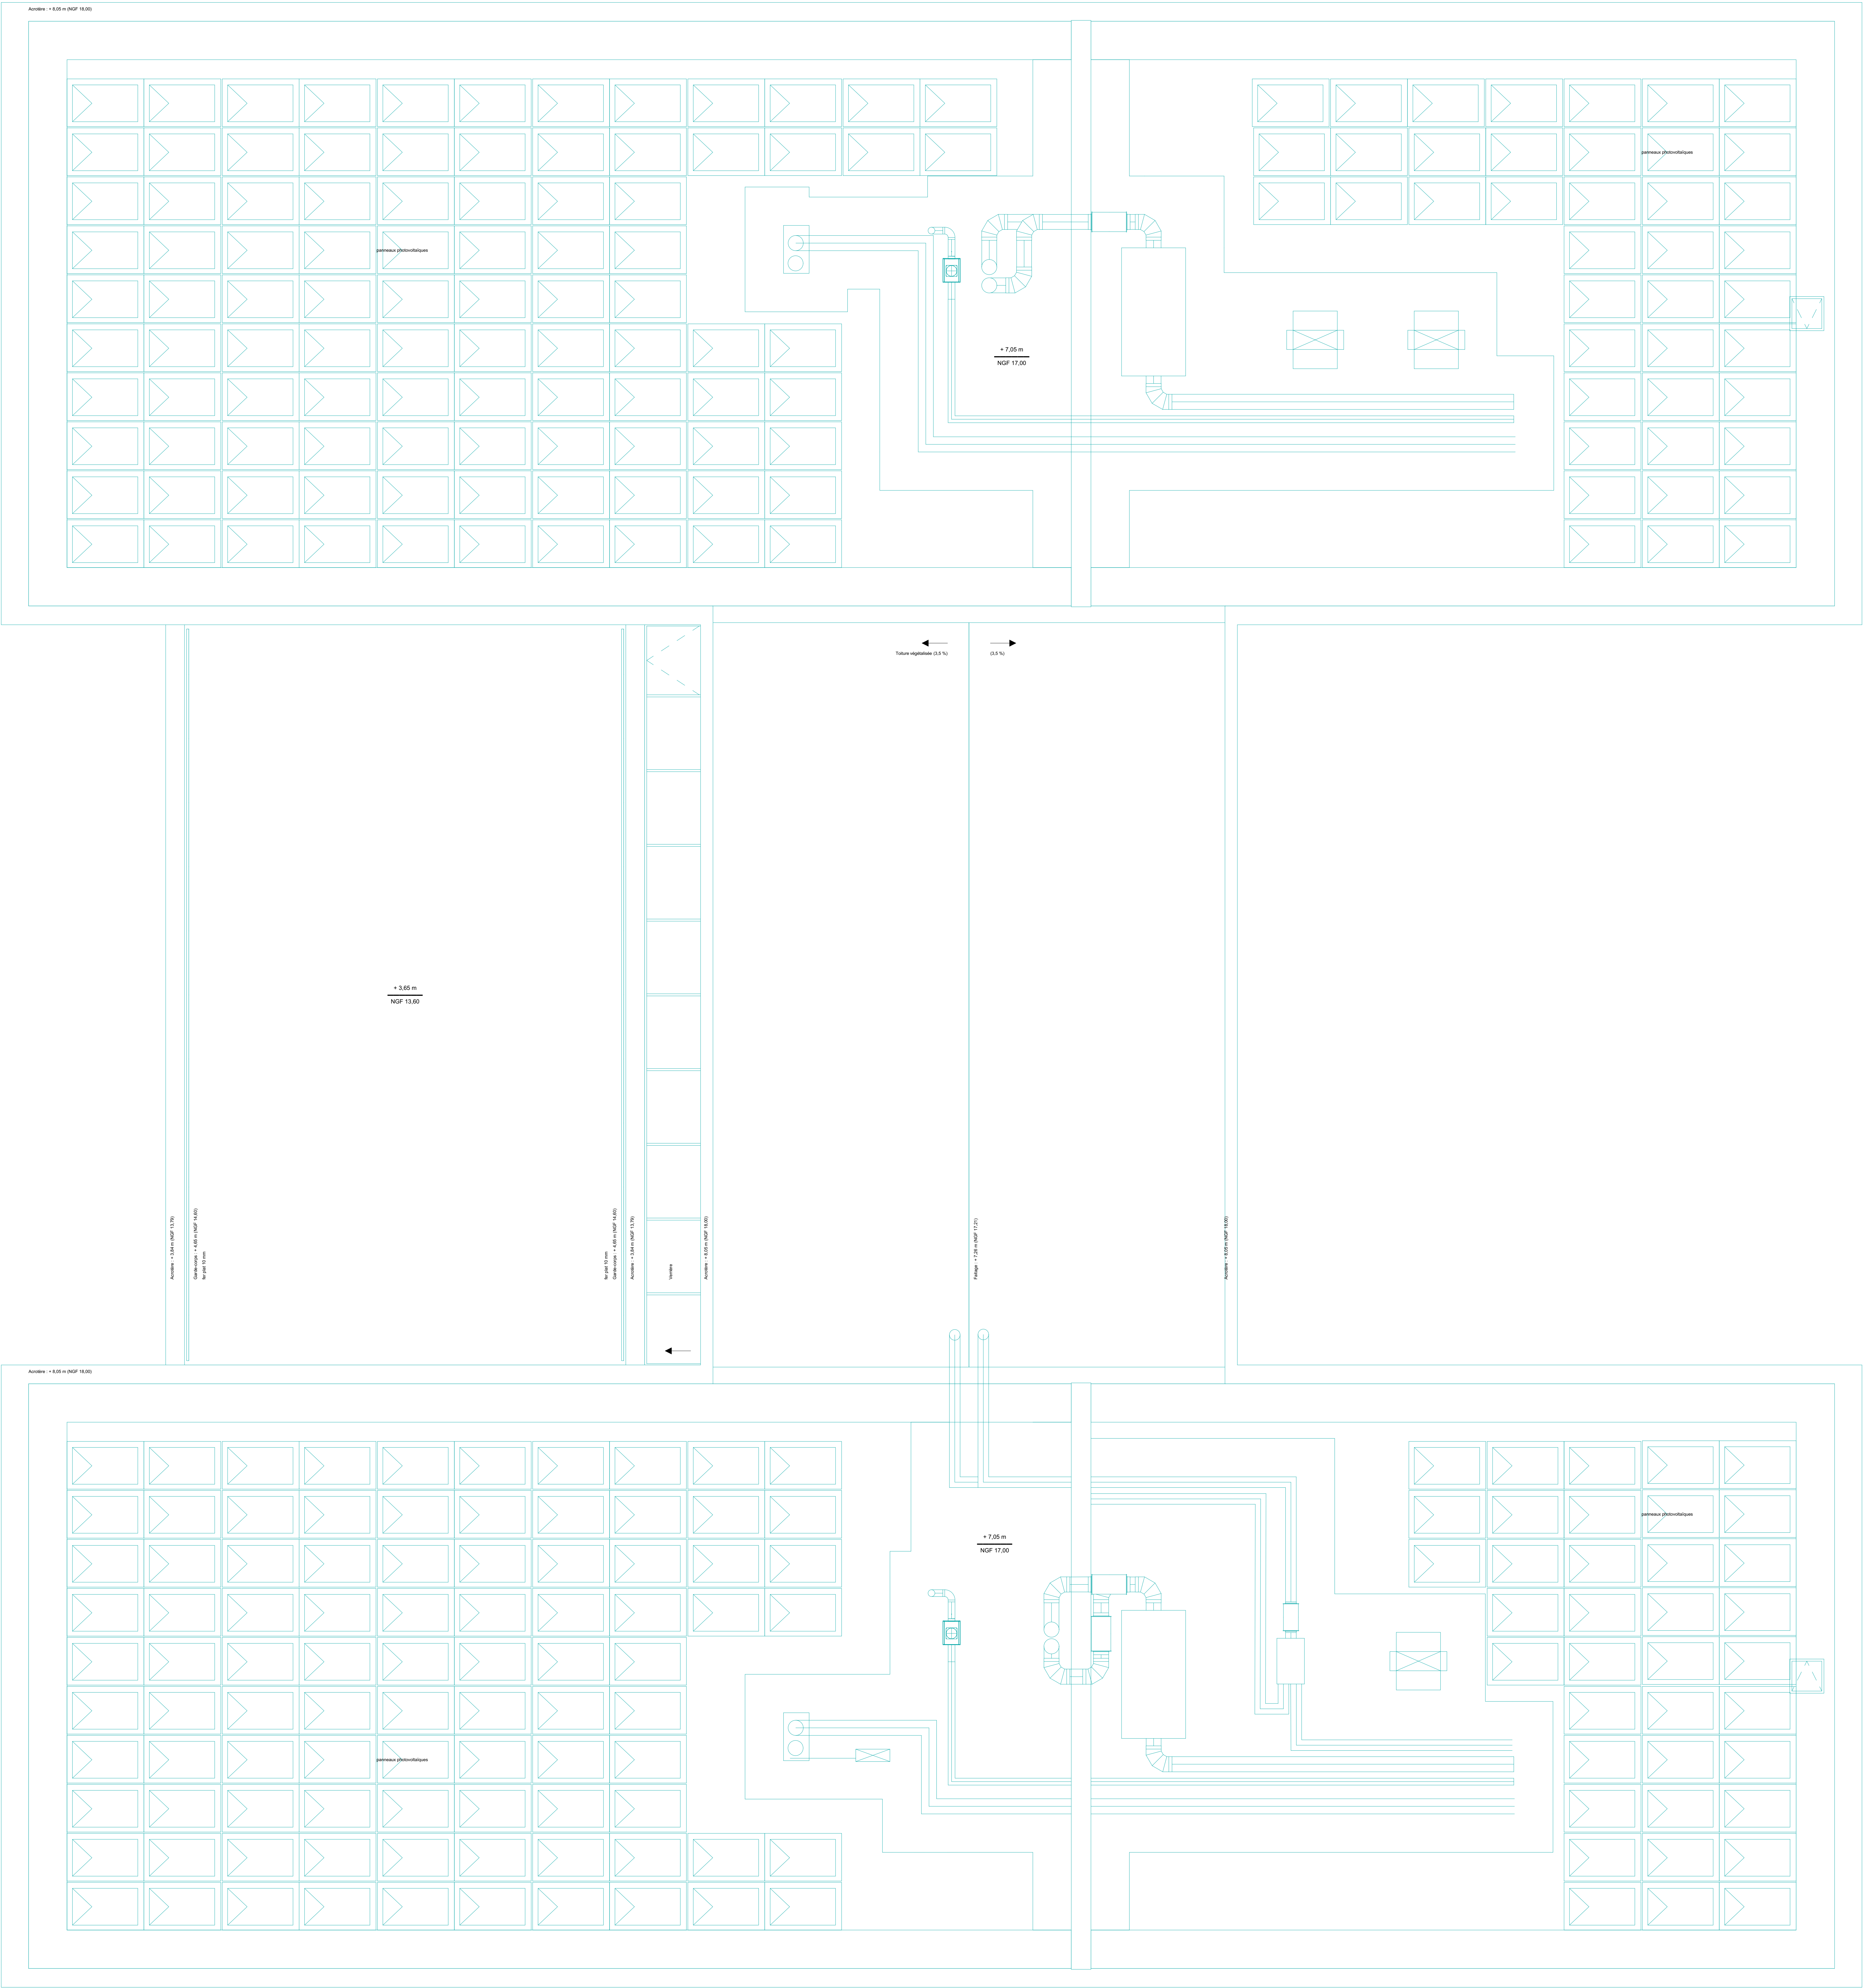 Acrotère : + 8,05 m (NGF 18,00)
panneaux photovoltaïques
panneaux photovoltaïques
+ 7,05 m
NGF 17,00
Toiture végétalisée (3,5 %)
(3,5 %)
+ 3,65 m
NGF 13,60
Acrotère : + 3,84 m (NGF 13,79)
Garde-corps : + 4,65 m (NGF 14,60)
fer plat 10 mm
fer plat 10 mm
Garde-corps : + 4,65 m (NGF 14,60)
Acrotère : + 3,84 m (NGF 13,79)
Verrière
Acrotère : + 8,05 m (NGF 18,00)
Faitage : + 7,26 m (NGF 17,21)
Acrotère : + 8,05 m (NGF 18,00)
Acrotère : + 8,05 m (NGF 18,00)
panneaux photovoltaïques
+ 7,05 m
NGF 17,00
panneaux photovoltaïques